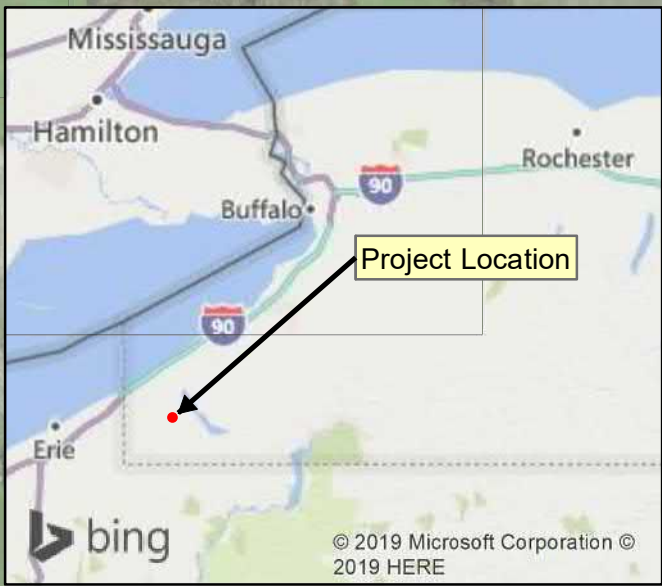 Mississauga
Hamilton
Rochester
90
Buffalo
Project Location
90
Erie
bing
© 2019 Microsoft Corporation ©
2019 HERE